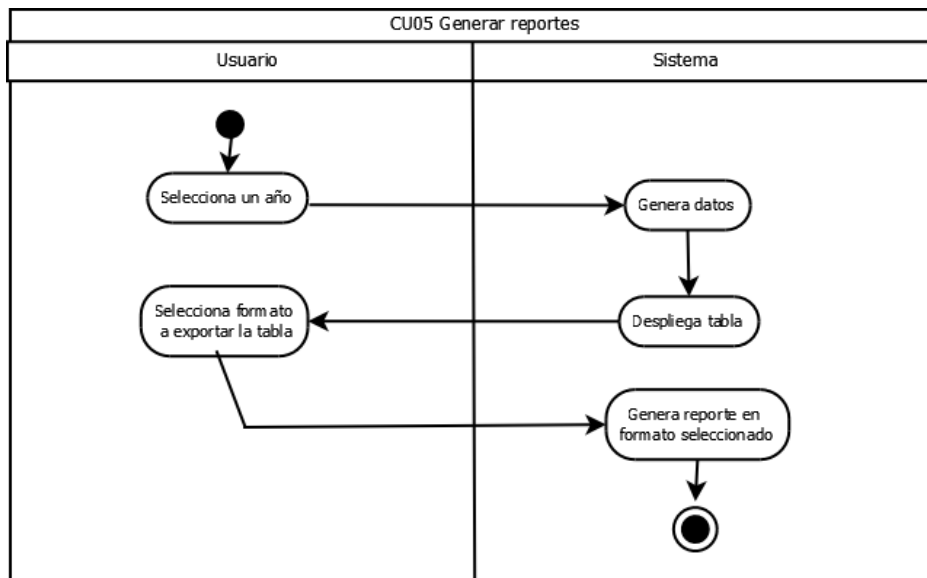 CU05 Generar reportes
Usuario
Sistema
Selecciona un año
Genera datos
Selecciona formato
a exportar la tabla
Despliega tabla
Genera reporte en
formato seleccionado